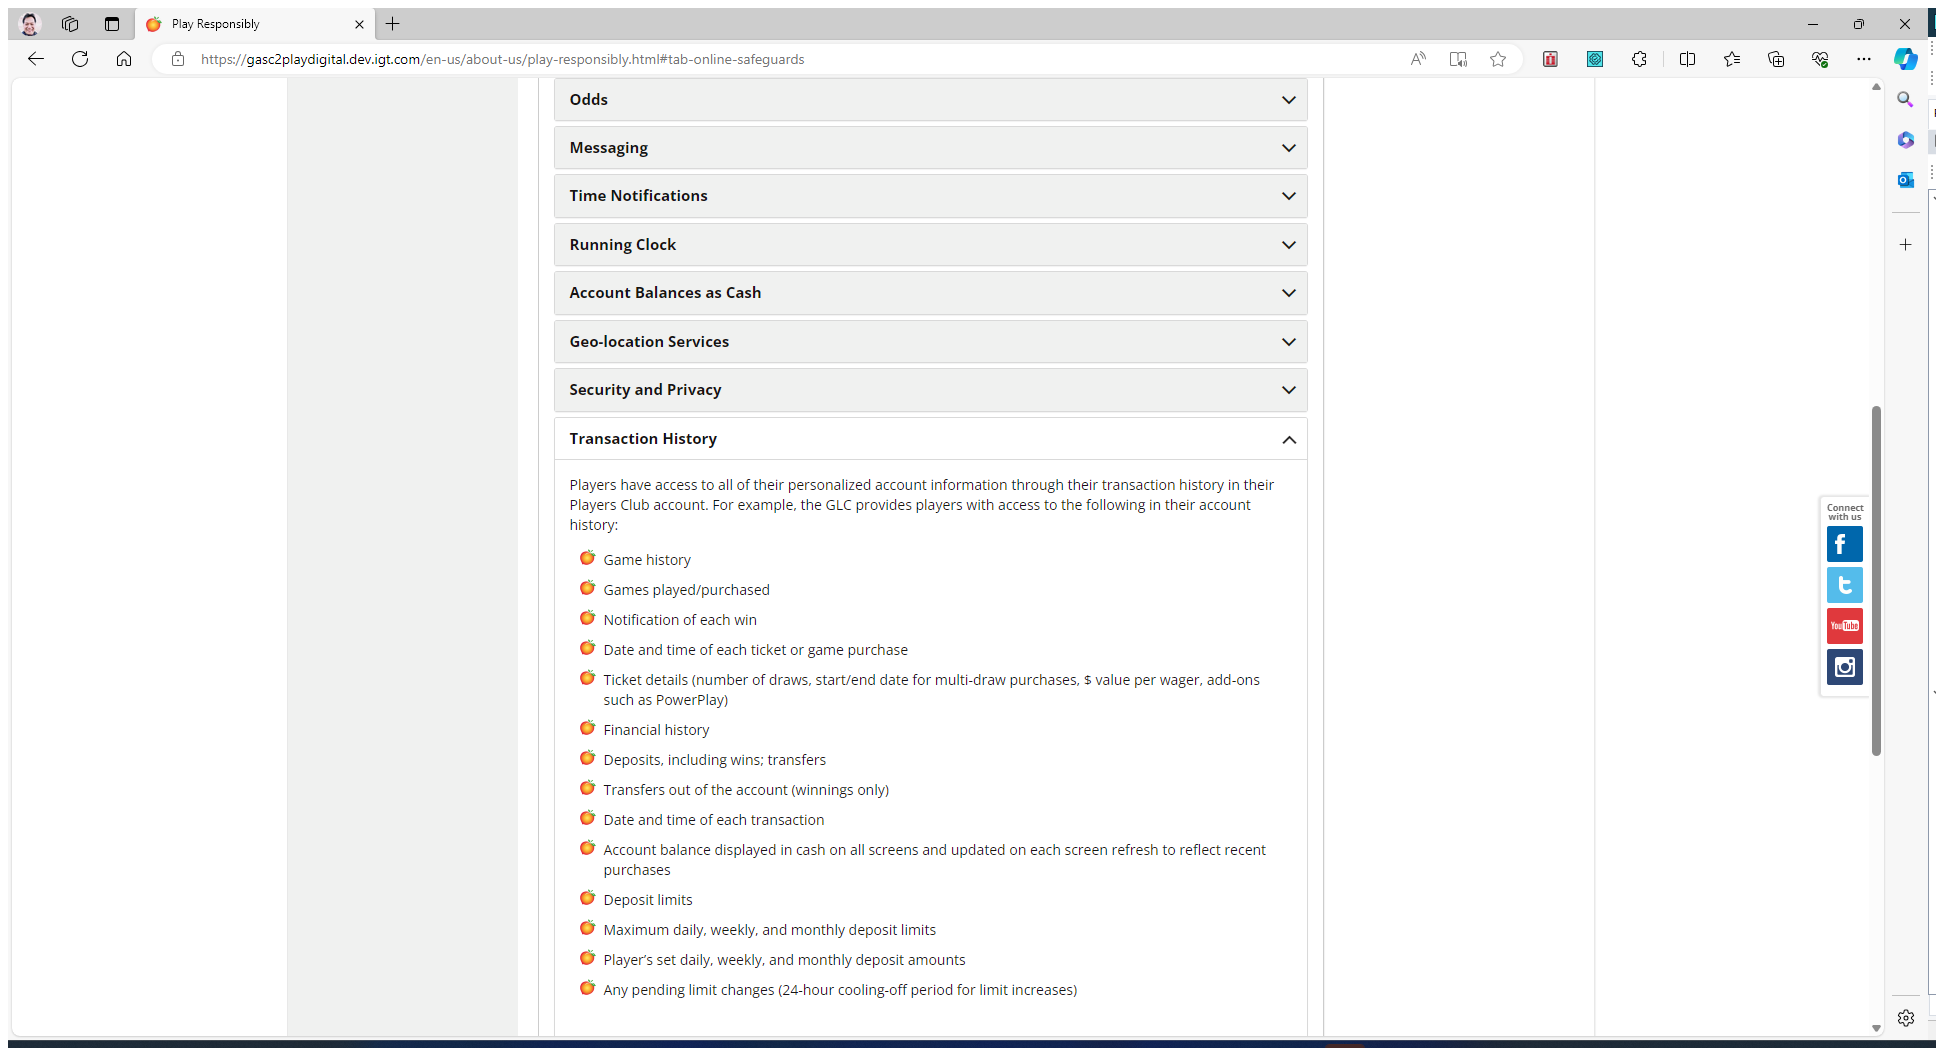 Play Responsibly
https://gasc2playdigital.dev.igt.com/en-us/about-us/play-responsibly.html#tab-online-safeguards
Odds
Messaging
Time Notifications
Running Clock
Account Balances as Cash
Geo-location Services
Security and Privacy
Transaction History
Players have access to all of their personalized account information through their transaction history in their
Players Club account. For example, the GLC provides players with access to the following in their account
history:
Game history
Games played/purchased
Notification of each win
Date and time of each ticket or game purchase
Ticket details (number of draws, start/end date for multi-draw purchases, $ value per wager, add-ons
such as PowerPlay)
Financial history
Deposits, including wins; transfers
Transfers out of the account (winnings only)
Date and time of each transaction
Account balance displayed in cash on all screens and updated on each screen refresh to reflect recent
purchases
Deposit limits
Maximum daily, weekly, and monthly deposit limits
Player’s set daily, weekly, and monthly deposit amounts
Any pending limit changes (24-hour cooling-off period for limit increases)
Connect
with us
YouTube